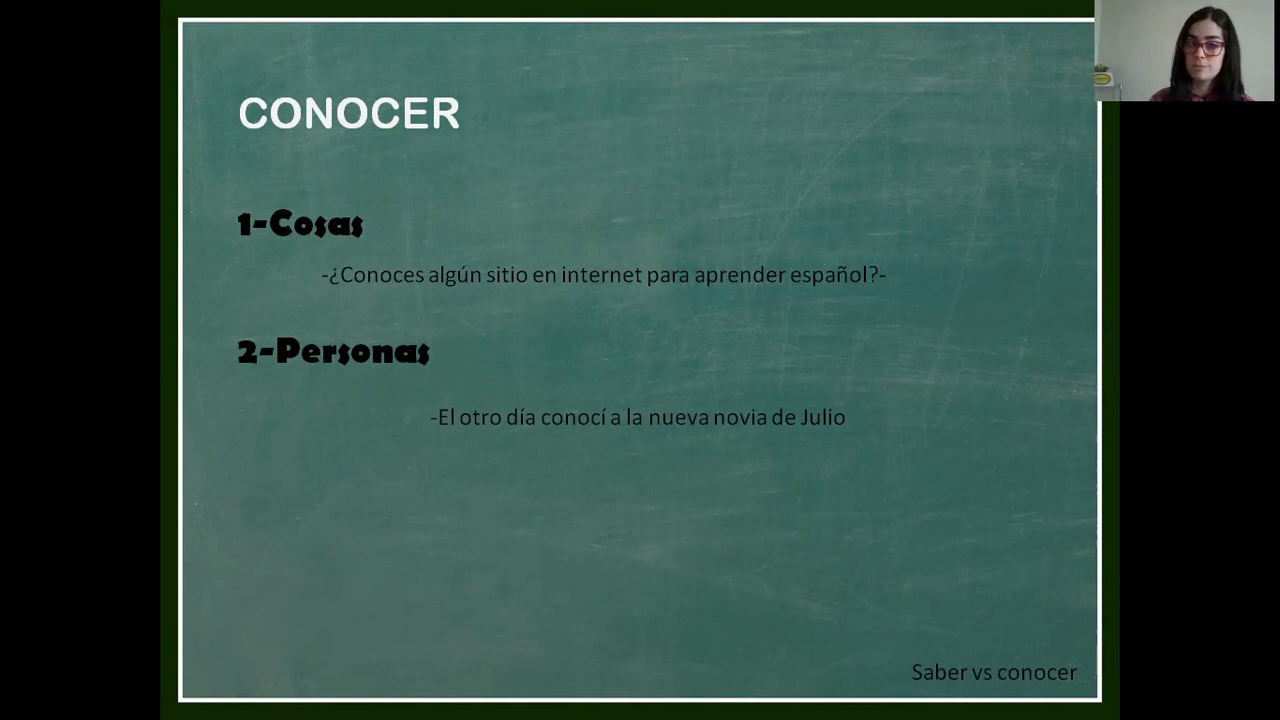 CONOCER
1-Cosas
-¿Conoces algún sitio en internet para aprender español?-
2-Personas
-El otro día conocí a la nueva novia de Julio
Saber vs conocer